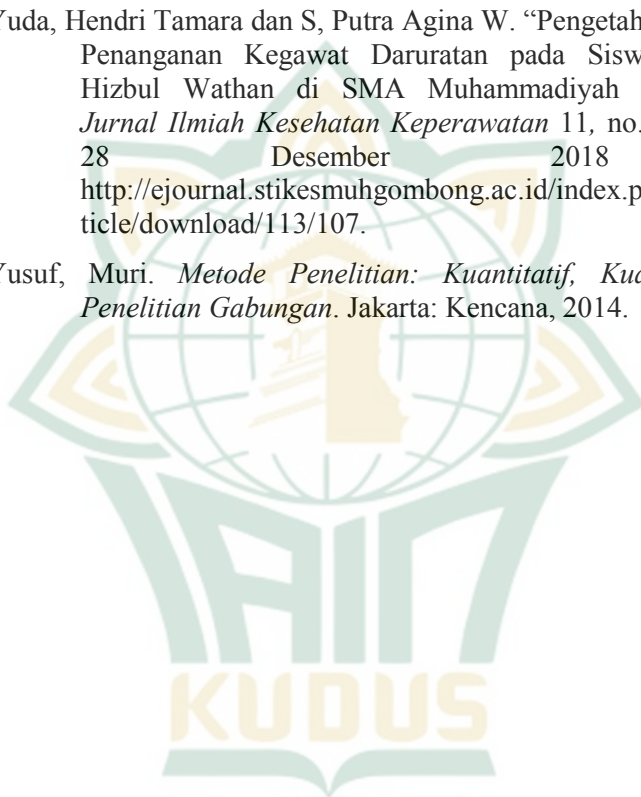 Yuda, Hendri Tamara dan S, Putra Agina W. “Pengetah
Penanganan Kegawat Daruratan pada Sisw
Hizbul Wathan di SMA Muhammadiyah
Jurnal Ilmiah Kesehatan Keperawatan 11, no.
28 Desember 2018
http://ejournal.stikesmuhgombong.ac.id/index.p
ticle/download/113/107.
Yusuf, Muri. Metode Penelitian: Kuantitatif, Kua
Penelitian Gabungan. Jakarta: Kencana, 2014.
IAIN
KUDUS